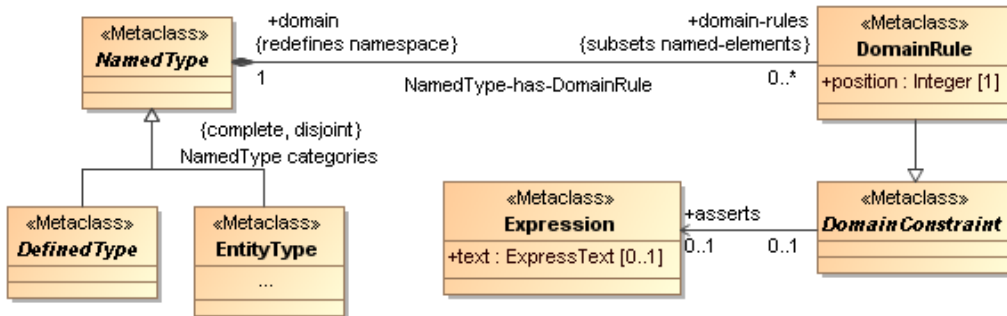 «Metaclass»
NamedType
+domain
{redefines namespace}
1
NamedType-has-DomainRule
+domain-rules
{subsets named-elements}
0..*
«Metaclass»
DomainRule
+position : Integer [1]
{complete, disjoint}
NamedType categories
«Metaclass»
DefinedType
«Metaclass»
EntityType
...
«Metaclass»
Expression
+text : ExpressText [0..1]
+asserts
0..1
0..1
«Metaclass»
DomainConstraint